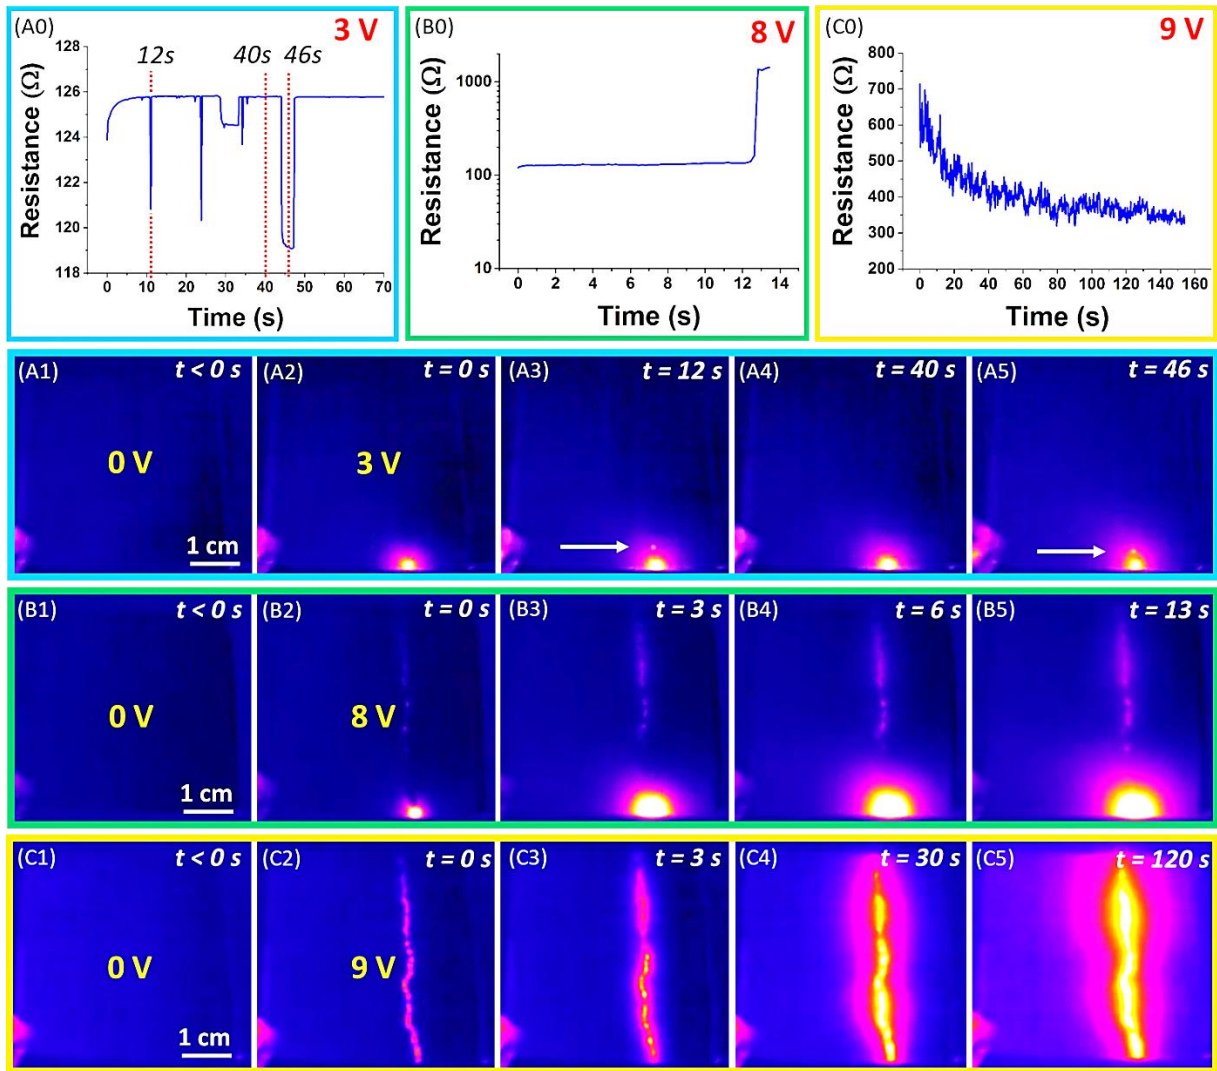 (A0) 3 V
12s 40s 46s
Resistance (Ω)
128
126
124
122
120
118
0 10 20 30 40 50 60 70
Time (s)
(B0) 8 V
Resistance (Ω)
1000
100
10
0 2 4 6 8 10 12 14
Time (s)
(C0) 9 V
Resistance (Ω)
800
700
600
500
400
300
200
0 20 40 60 80 100 120 140 160
Time (s)
(A1) t < 0 s
0 V
1 cm
(A2) t = 0 s
3 V
(A3) t = 12 s
(A4) t = 40 s
(A5) t = 46 s
(B1) t < 0 s
0 V
1 cm
(B2) t = 0 s
8 V
(B3) t = 3 s
(B4) t = 6 s
(B5) t = 13 s
(C1) t < 0 s
0 V
1 cm
(C2) t = 0 s
9 V
(C3) t = 3 s
(C4) t = 30 s
(C5) t = 120 s